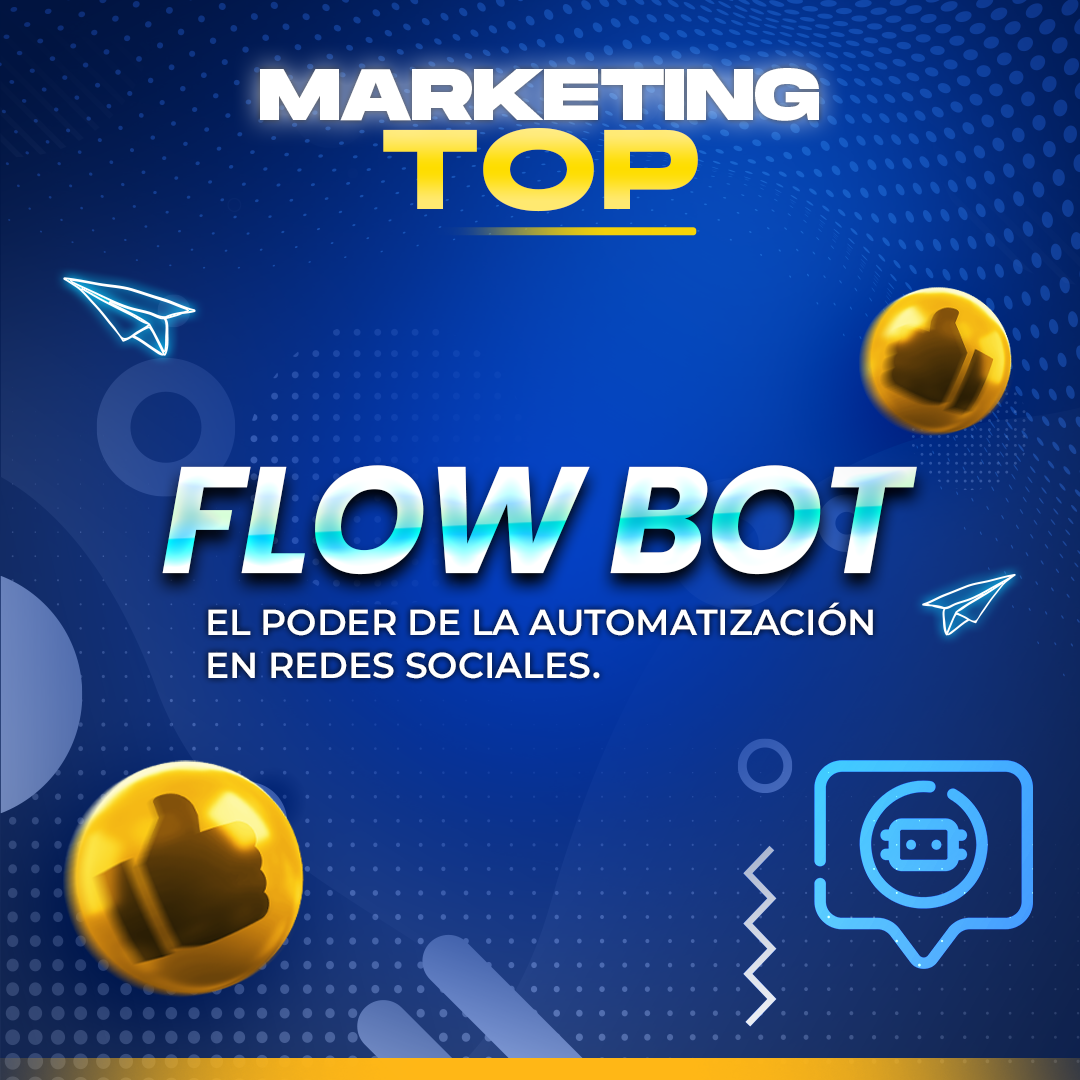 MARKETING
TOP
FLOW BOT
EL PODER DE LA AUTOMATIZACIÓN
EN REDES SOCIALES.